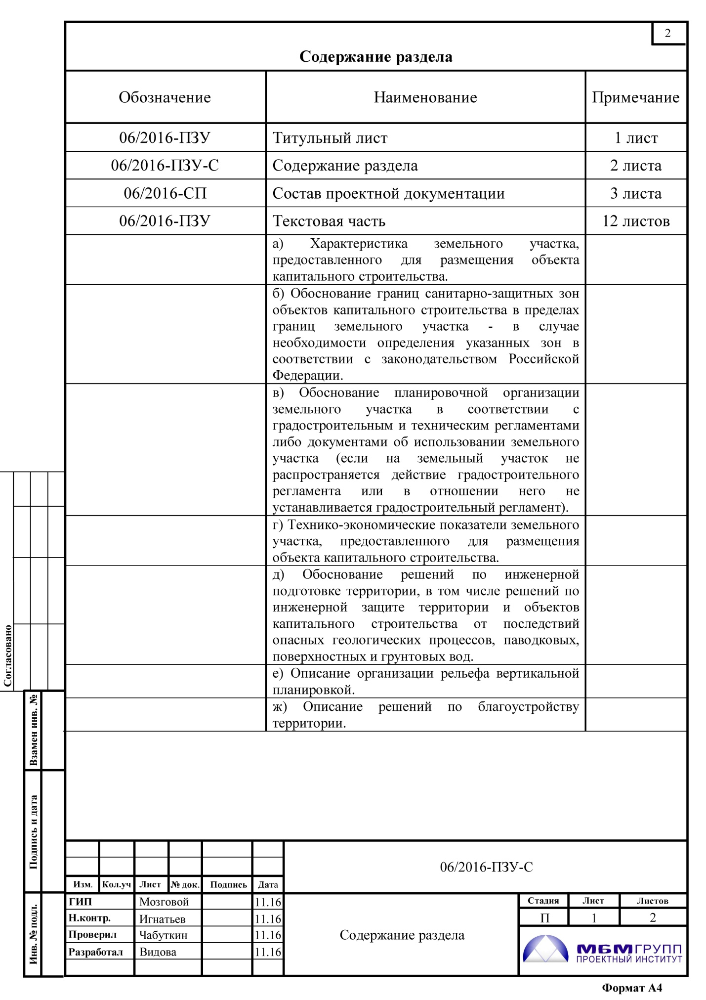 2
Содержание раздела
Обозначение Наименование Примечание
06/2016-ПЗУ Титульный лист 1 лист
06/2016-ПЗУ-С Содержание раздела 2 листа
06/2016-СП Состав проектной документации 3 листа
06/2016-ПЗУ Текстовая часть 12 листов
а) Характеристика земельного участка,
предоставленного для размещения объекта
капитального строительства.
б) Обоснование границ санитарно-защитных зон
объектов капитального строительства в пределах
границ земельного участка - в случае
необходимости определения указанных зон в
соответствии с законодательством Российской
Федерации.
в) Обоснование планировочной организации
земельного участка в соответствии с
градостроительным и техническим регламентами
либо документами об использовании земельного
участка (если на земельный участок не
распространяется действие градостроительного
регламента или в отношении него не
устанавливается градостроительный регламент).
г) Технико-экономические показатели земельного
участка, предоставленного для размещения
объекта капитального строительства.
д) Обоснование решений по инженерной
подготовке территории, в том числе решений по
инженерной защите территории и объектов
капитального строительства от последствий
опасных геологических процессов, паводковых,
поверхностных и грунтовых вод.
е) Описание организации рельефа вертикальной
планировкой.
ж) Описание решений по благоустройству
территории.
Согласовано
Взамен инв. №
Подпись и дата
Инв. № подл.
06/2016-ПЗУ-С
Изм. Кол.уч Лист № док. Подпись Дата
ГИП Мозговой 11.16
Н.контр. Игнатьев 11.16
Проверил Чабуткин 11.16
Разработал Видова 11.16
Содержание раздела
Стадия Лист Листов
П 1 2
МБМГРУПП
ПРОЕКТНЫЙ ИНСТИТУТ
Формат А4